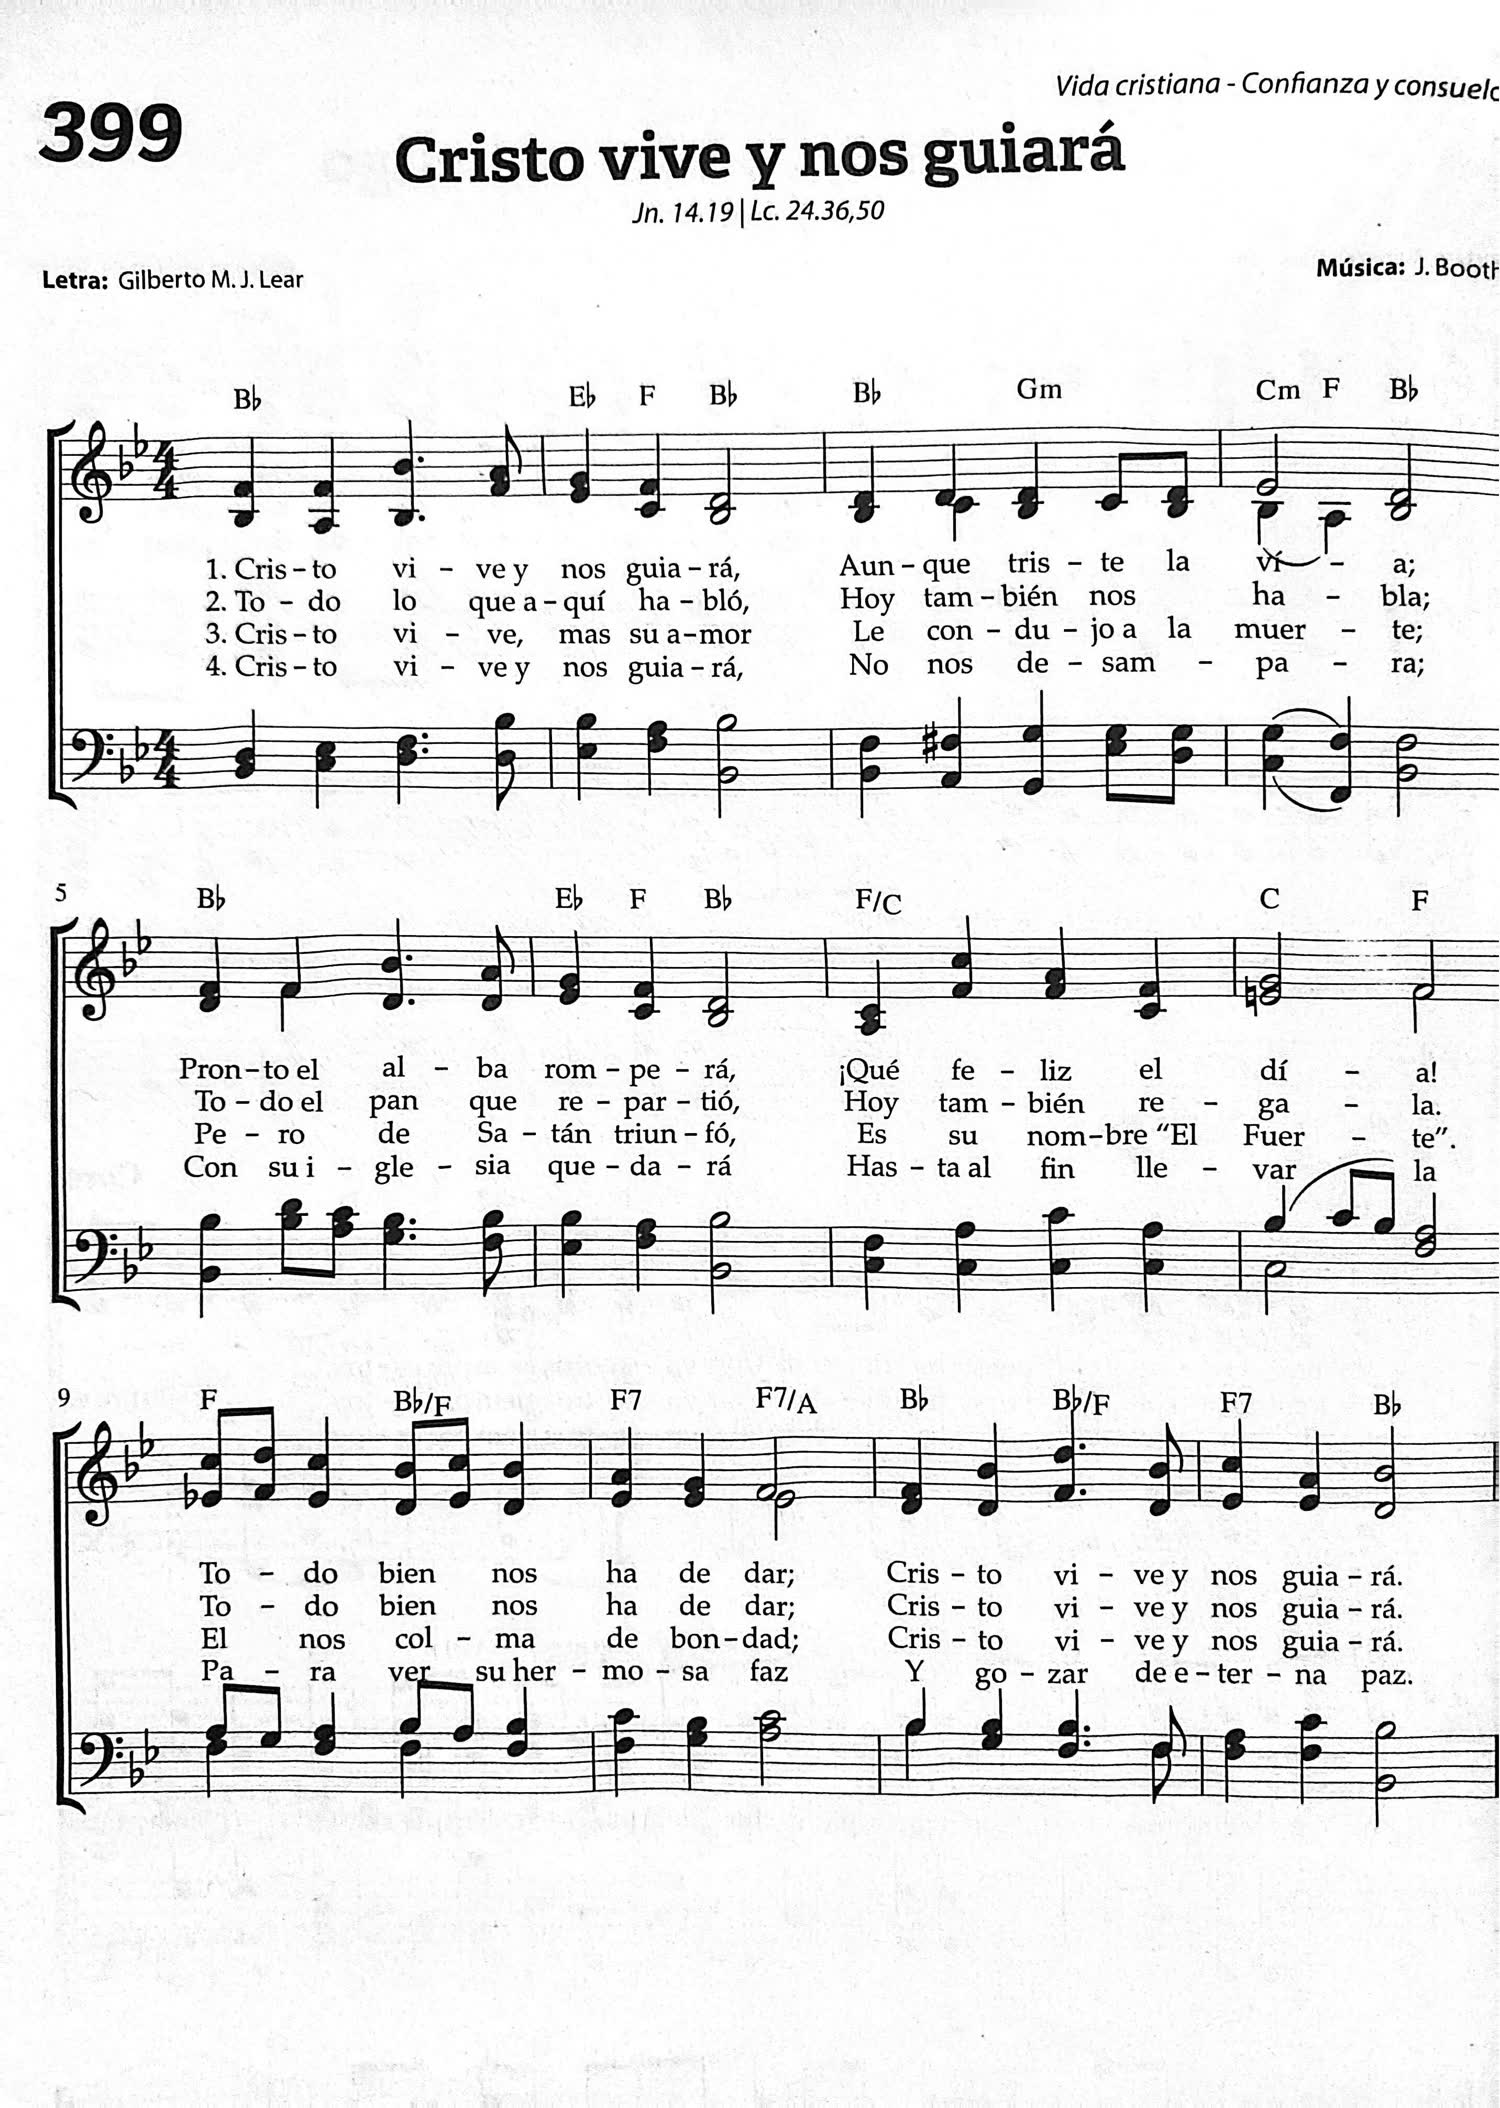 Vida cristiana - Confianza y consuelo
399
Cristo vive y nos guiará
Jn. 14.19 | Lc. 24.36,50
Letra: Gilberto M. J. Lear
Música: J. Booth
B♭ E♭ F B♭ B♭ Gm Cm F B♭
1. Cris – to vi – ve y nos guia – rá, Aun – que tris – te la ví – a;
2. To – do lo que a – quí ha – bló, Hoy tam – bién nos ha – bla;
3. Cris – to vi – ve, mas su a – mor Le con – du – jo a la muer – te;
4. Cris – to vi – ve y nos guia – rá, No nos de – sam – pa – ra;
5 B♭ E♭ F B♭ F/C C F
Pron – to el al – ba rom – pe – rá, ¡Qué fe – liz el dí – a!
To – do el pan que re – par – tió, Hoy tam – bién re – ga – la.
Pe – ro de Sa – tán triun – fó, Es su nom – bre “El Fuer – te”.
Con su i – gle – sia que – da – rá Has – ta al fin lle – var la
9 F B♭/F F7 F7/A B♭ B♭/F F7 B♭
To – do bien nos ha de dar; Cris – to vi – ve y nos guia – rá.
To – do bien nos ha de dar; Cris – to vi – ve y nos guia – rá.
El nos col – ma de bon – dad; Cris – to vi – ve y nos guia – rá.
Pa – ra ver su her – mo – sa faz Y go – zar de e – ter – na paz.